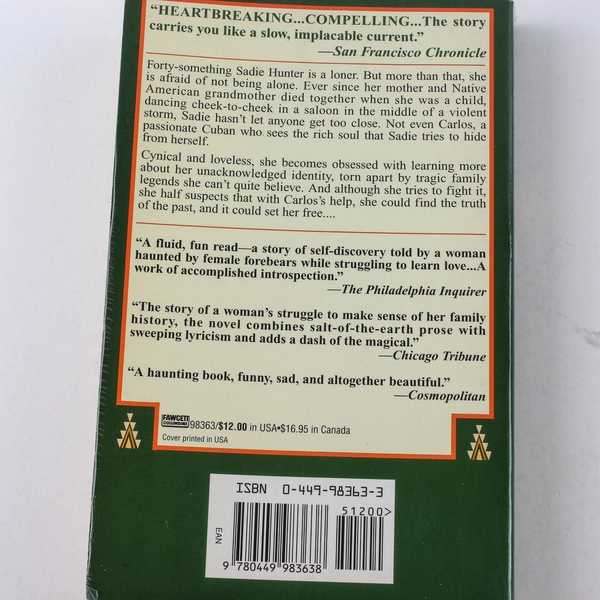 "HEARTBREAKING...COMPELLING...The story
carries you like a slow, implacable current."
—San Francisco Chronicle
Forty-something Sadie Hunter is a loner. But more than that, she
is afraid of not being alone. Ever since her mother and Native
American grandmother died together when she was a child,
dancing cheek-to-cheek in a saloon in the middle of a violent
storm, Sadie hasn't let anyone get too close. Not even Carlos, a
passionate Cuban who sees the rich soul that Sadie tries to hide
from herself.
Cynical and loveless, she becomes obsessed with learning more
about her unacknowledged identity, torn apart by tragic family
legends she can't quite believe. And although she tries to fight it,
she half suspects that with Carlos's help, she could find the truth
of the past, and it could set her free....
"A fluid, fun read—a story of self-discovery told by a woman
haunted by female forebears while struggling to learn love...A
work of accomplished introspection."
—The Philadelphia Inquirer
"The story of a woman's struggle to make sense of her family
history, the novel combines salt-of-the-earth prose with
sweeping lyricism and adds a dash of the magical."
—Chicago Tribune
"A haunting book, funny, sad, and altogether beautiful."
—Cosmopolitan
FAWCETT
COLUMBINE
98363/$12.00 in USA•$16.95 in Canada
Cover printed in USA
ISBN 0-449-98363-3
51200>
EAN
9 780449 983638